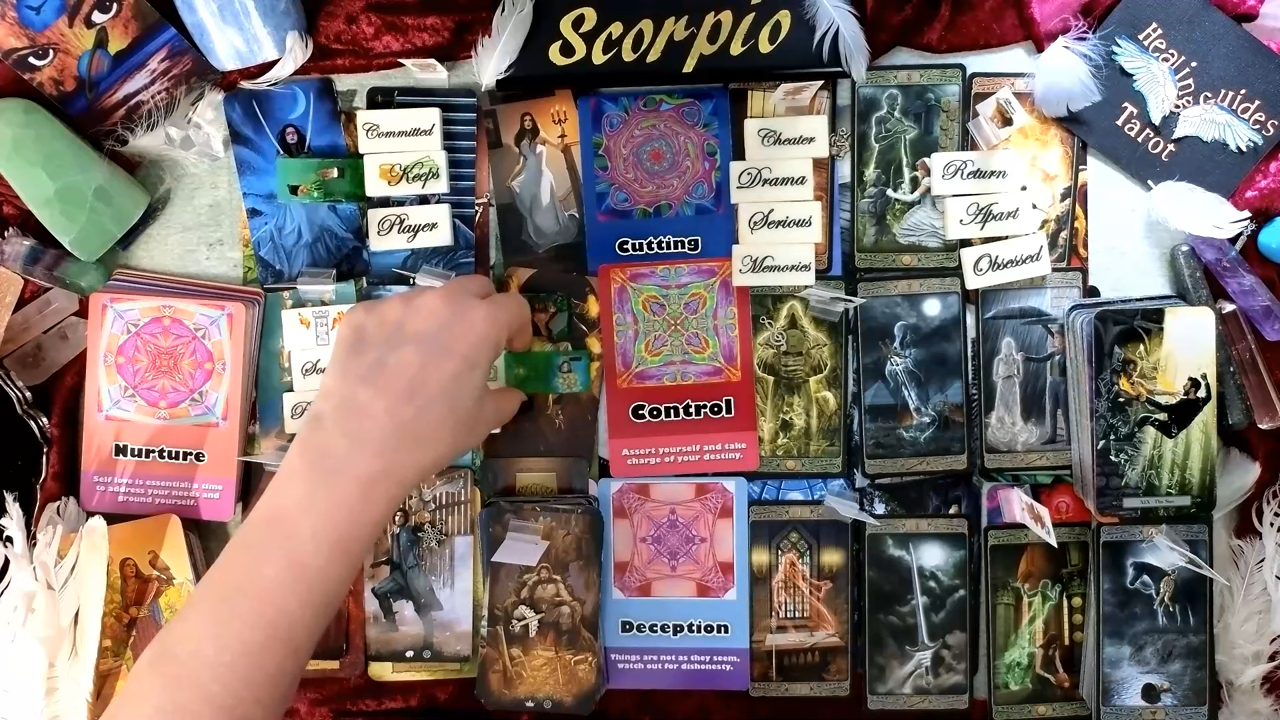 Scorpio
Healing Guides
Tarot
Committed
Keeps
Player
Cheater
Drama
Serious
Memories
Return
Apart
Obsessed
Cutting
Control
Assert yourself and take
charge of your destiny.
Nurture
Self love is essential; a time
to address your needs and
ground yourself.
XIX - The Sun
Deception
Things are not as they seem,
watch out for dishonesty.